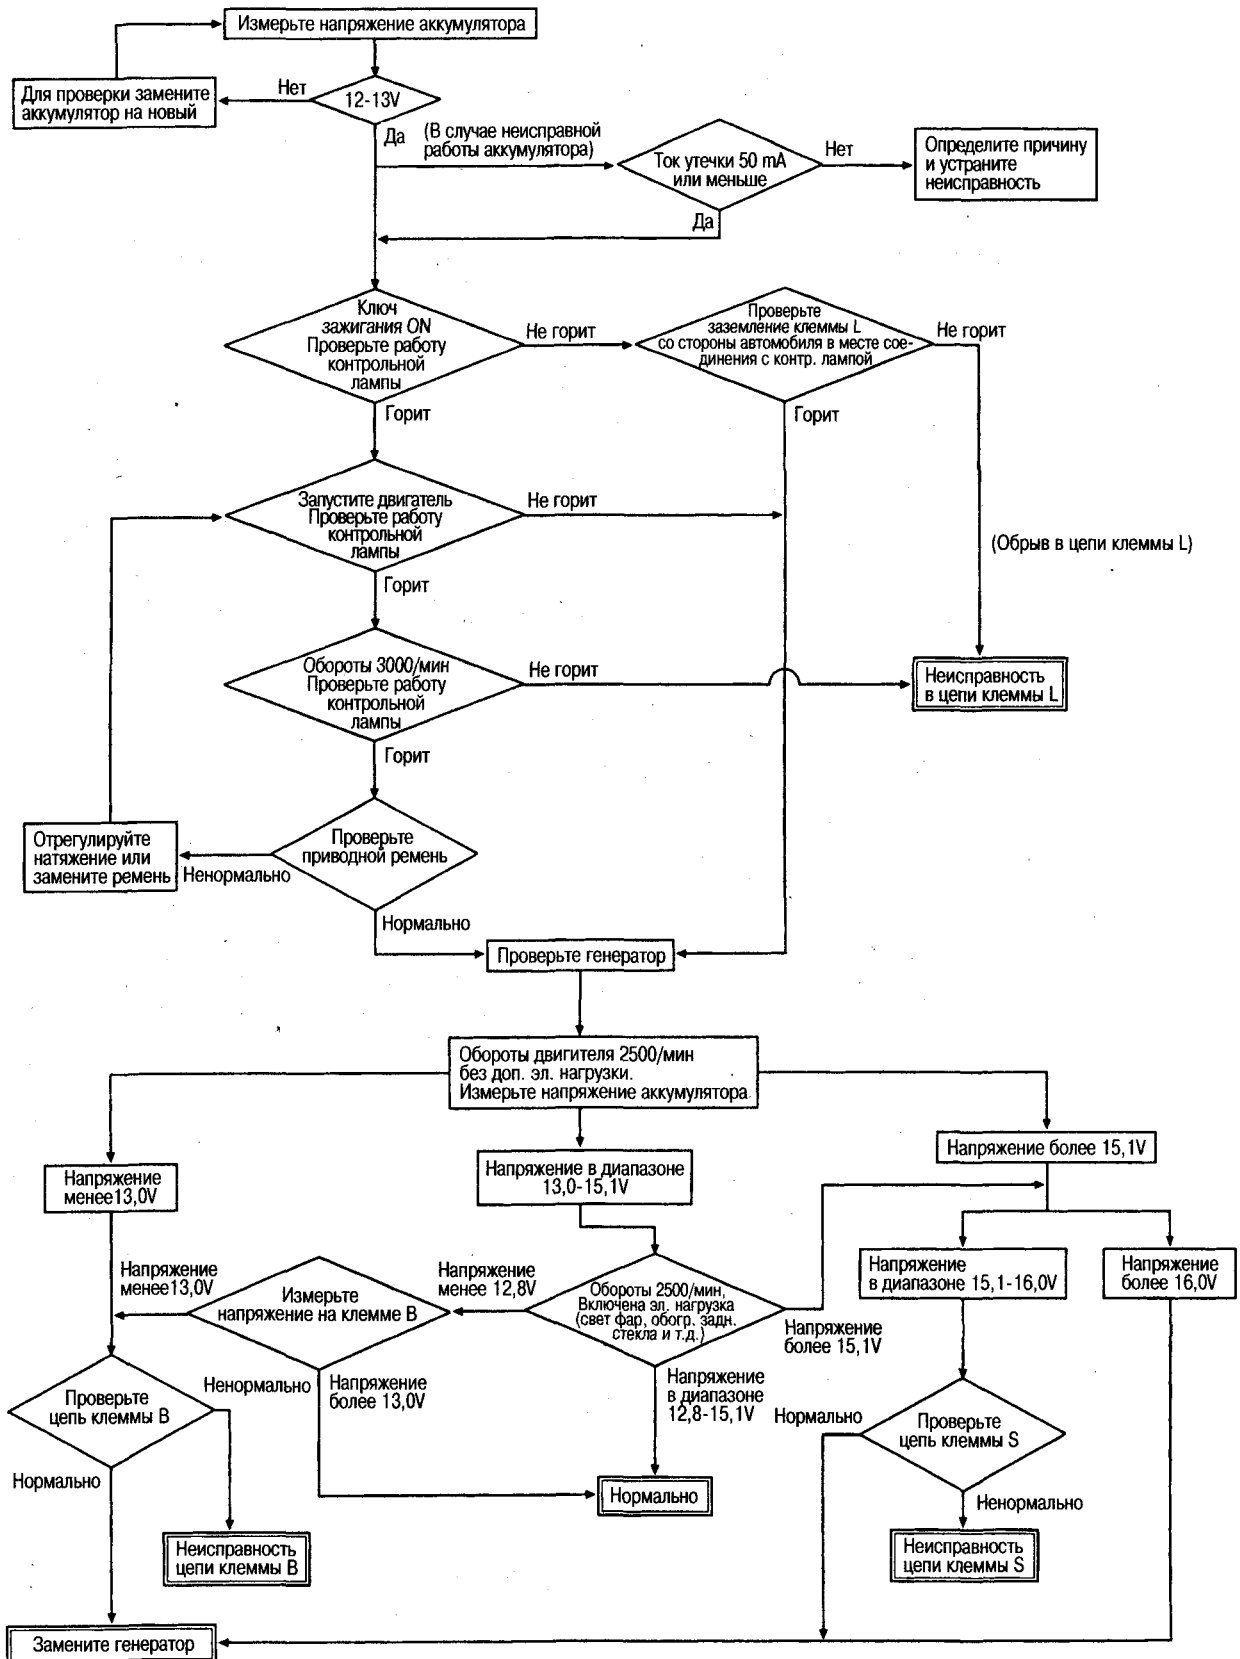 Измерьте напряжение аккумулятора
Для проверки замените
аккумулятор на новый
Нет
12-13V
Да
(В случае неисправной
работы аккумулятора)
Ток утечки 50 mA
или меньше
Нет
Определите причину
и устраните
неисправность
Да
Ключ
зажигания ON
Проверьте работу
контрольной
лампы
Не горит
Проверьте
заземление клеммы L
со стороны автомобиля в месте сое-
динения с контр. лампой
Не горит
Горит
Горит
Запустите двигатель
Проверьте работу
контрольной
лампы
Не горит
(Обрыв в цепи клеммы L)
Горит
Обороты 3000/мин
Проверьте работу
контрольной
лампы
Не горит
Неисправность
в цепи клеммы L
Горит
Отрегулируйте
натяжение или
замените ремень
Ненормально
Проверьте
приводной ремень
Нормально
Проверьте генератор
Обороты двигителя 2500/мин
без доп. эл. нагрузки.
Измерьте напряжение аккумулятора.
Напряжение
менее13,0V
Напряжение в диапазоне
13,0-15,1V
Напряжение более 15,1V
Напряжение
менее13,0V
Измерьте
напряжение на клемме B
Напряжение
менее 12,8V
Обороты 2500/мин,
Включена эл. нагрузка
(свет фар, обогр. задн.
стекла и т.д.)
Напряжение
более 15,1V
Напряжение
в диапазоне 15,1-16,0V
Напряжение
более 16,0V
Проверьте
цепь клеммы B
Ненормально
Напряжение
более 13,0V
Напряжение
в диапазоне
12,8-15,1V
Нормально
Проверьте
цепь клеммы S
Нормально
Нормально
Ненормально
Неисправность
цепи клеммы B
Неисправность
цепи клеммы S
Замените генератор